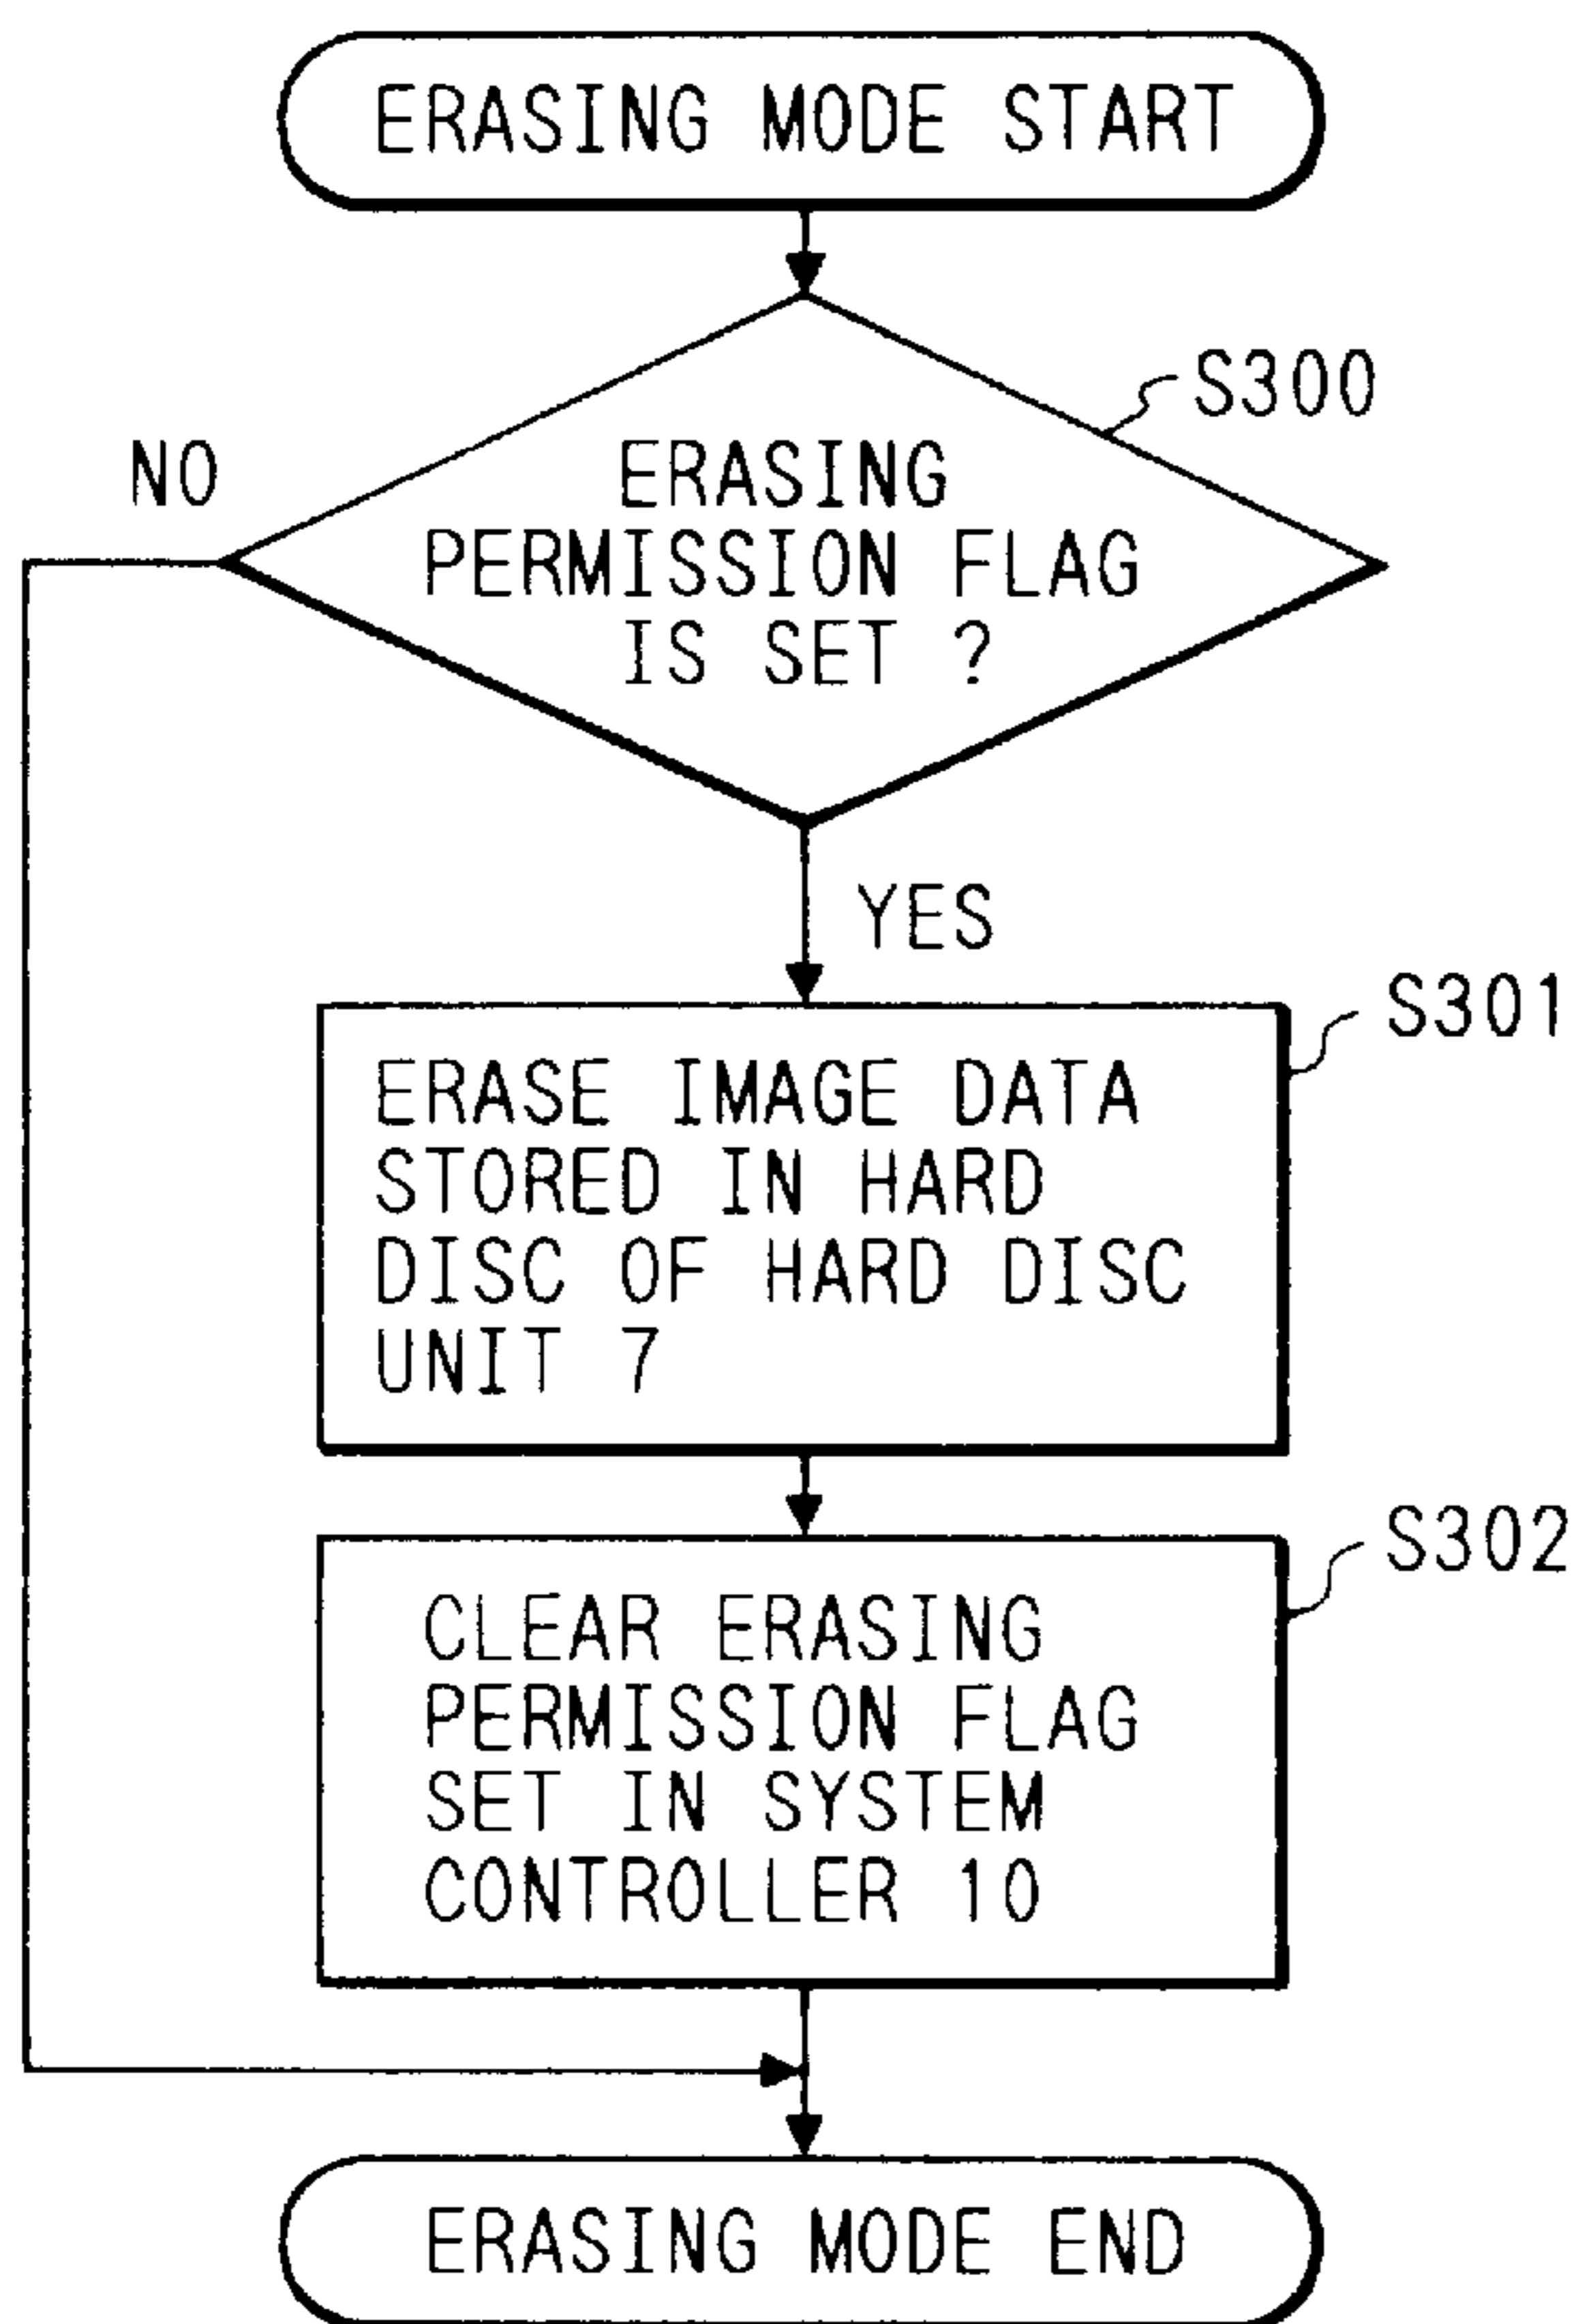 ERASING MODE START
S300
NO
ERASING
PERMISSION FLAG
IS SET ?
YES
S301
ERASE IMAGE DATA
STORED IN HARD
DISC OF HARD DISC
UNIT 7
S302
CLEAR ERASING
PERMISSION FLAG
SET IN SYSTEM
CONTROLLER 10
ERASING MODE END